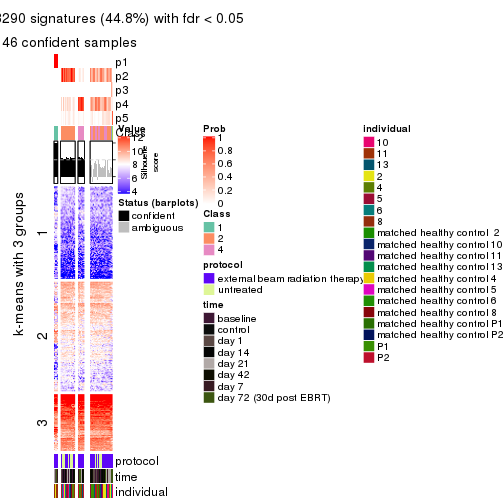 3290 signatures (44.8%) with fdr < 0.05
46 confident samples
p1
p2
p3
p4
p5
Class
1
2
3
k-means with 3 groups
protocol
time
individual
Value
12
10
8
6
4
Silhouette
score
Status (barplots)
confident
ambiguous
Prob
1
0.8
0.6
0.4
0.2
0
Class
1
2
4
protocol
external beam radiation therapy
untreated
time
baseline
control
day 1
day 14
day 21
day 42
day 7
day 72 (30d post EBRT)
individual
10
11
13
2
4
5
6
8
matched healthy control 2
matched healthy control 10
matched healthy control 11
matched healthy control 13
matched healthy control 4
matched healthy control 5
matched healthy control 6
matched healthy control 8
matched healthy control P1
matched healthy control P2
P1
P2